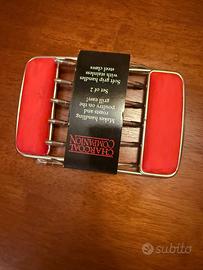 CHARCOAL
COMPANION
Makes handling
roasts and
poultry on the
grill easy!
Set of 2
Soft grip handles
with stainless
steel claws
subito